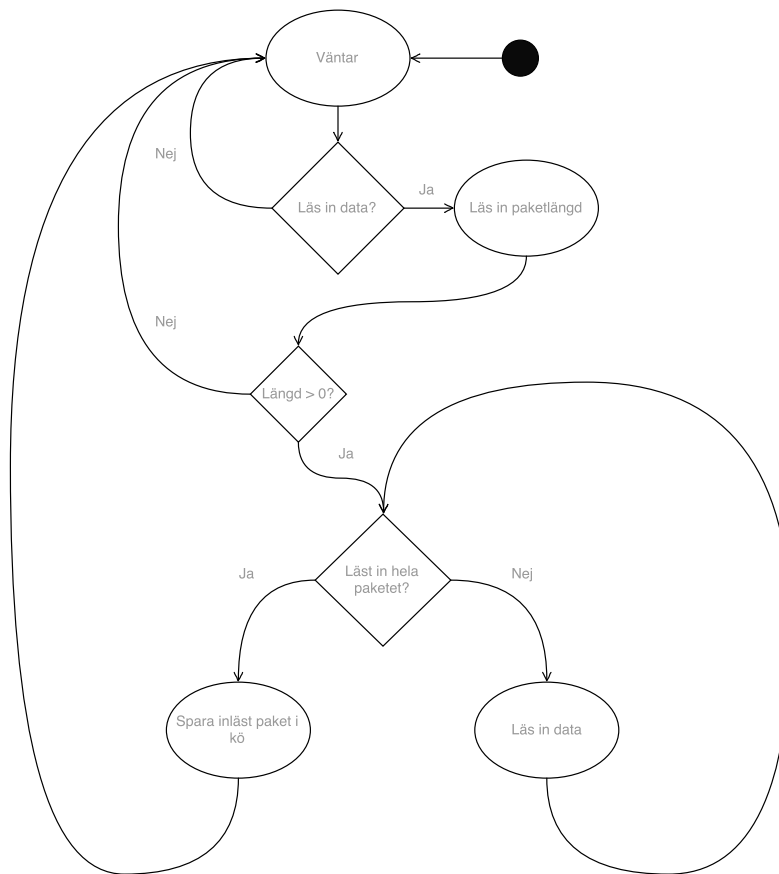 Väntar
Nej
Läs in data?
Ja
Läs in paketlängd
Nej
Längd > 0?
Ja
Läst in hela
paketet?
Ja
Nej
Spara inläst paket i
kö
Läs in data